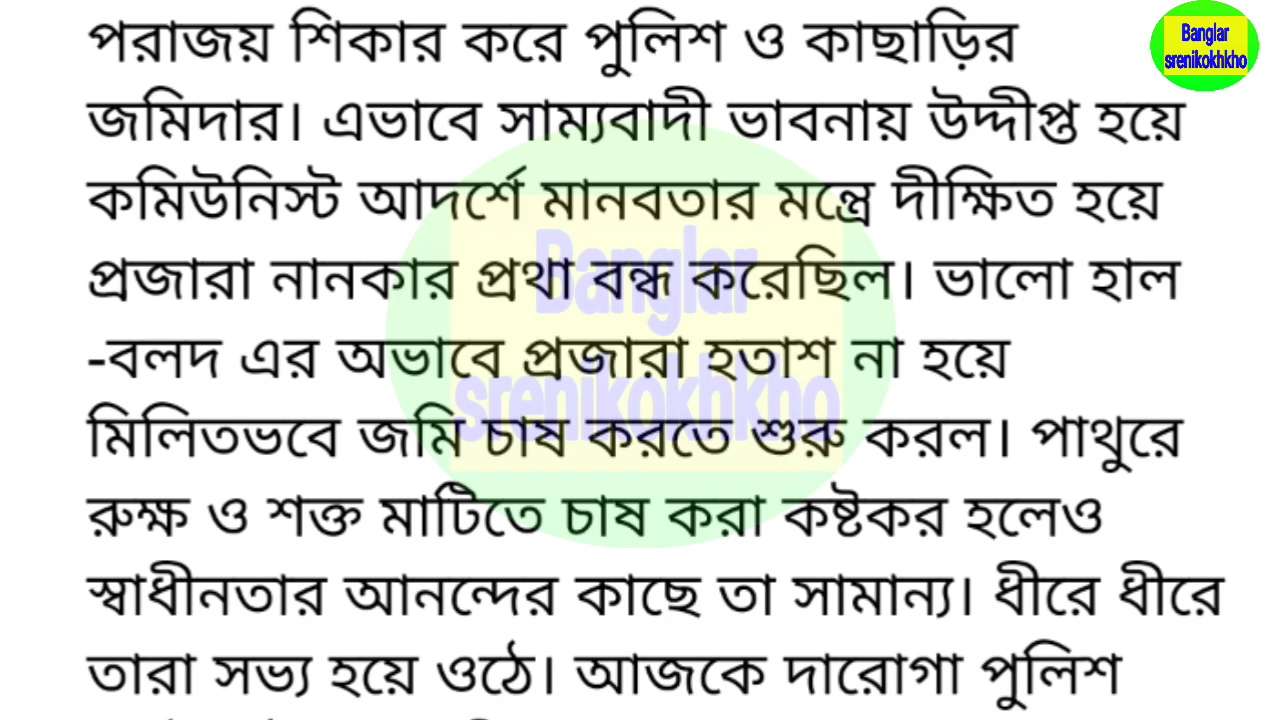 পরাজয় শিকার করে পুলিশ ও কাছাড়ির
জমিদার। এভাবে সাম্যবাদী ভাবনায় উদ্দীপ্ত হয়ে
কমিউনিস্ট আদর্শে মানবতার মন্ত্রে দীক্ষিত হয়ে
প্রজারা নানকার প্রথা বন্ধ করেছিল। ভালো হাল
-বলদ এর অভাবে প্রজারা হতাশ না হয়ে
মিলিতভবে জমি চাষ করতে শুরু করল। পাথুরে
রুক্ষ ও শক্ত মাটিতে চাষ করা কষ্টকর হলেও
স্বাধীনতার আনন্দের কাছে তা সামান্য। ধীরে ধীরে
তারা সভ্য হয়ে ওঠে। আজকে দারোগা পুলিশ
Banglar
srenikokhkho
Banglar
srenikokhkho